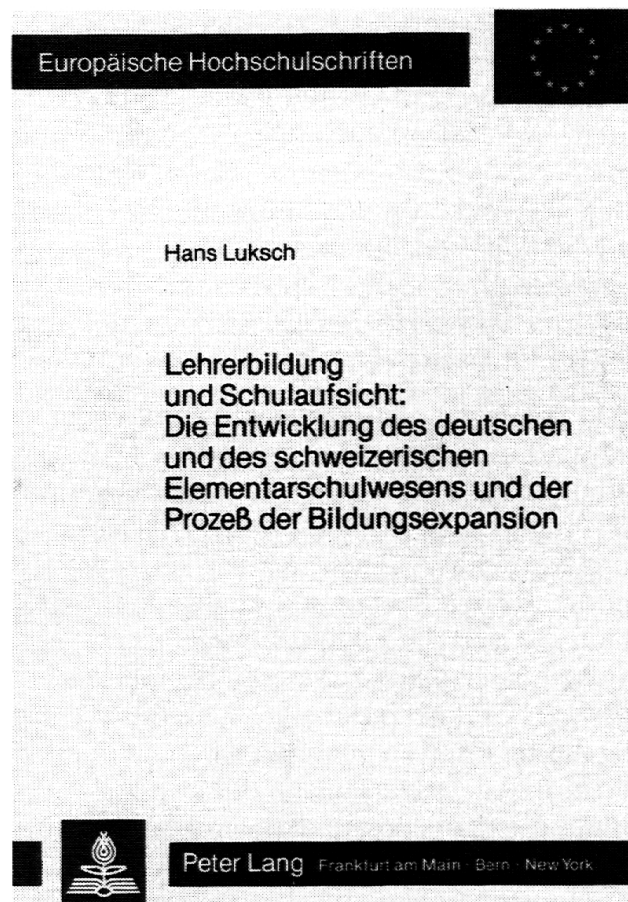 Europäische Hochschulschriften
Hans Luksch
Lehrerbildung
und Schulaufsicht:
Die Entwicklung des deutschen
und des schweizerischen
Elementarschulwesens und der
Prozeß der Bildungsexpansion
Peter Lang Frankfurt am Main · Bern · New York